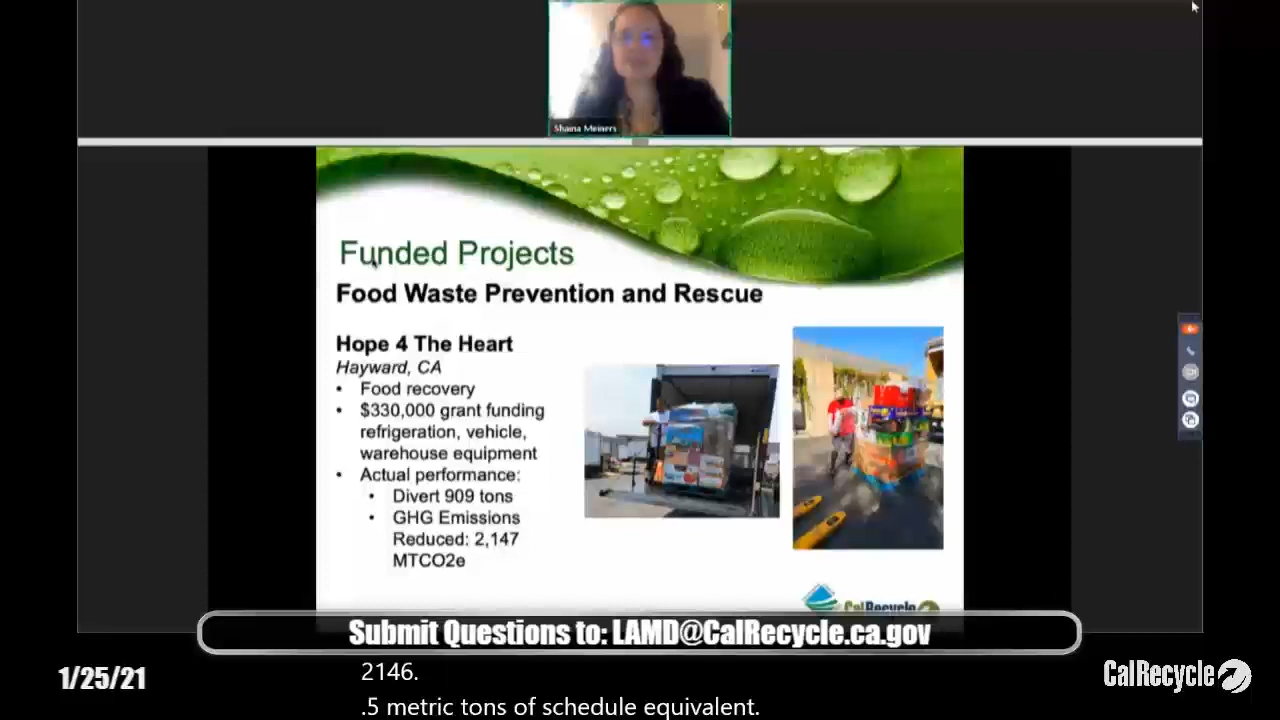 Shaina Meiners
Funded Projects
Food Waste Prevention and Rescue
Hope 4 The Heart
Hayward, CA
• Food recovery
• $330,000 grant funding
refrigeration, vehicle,
warehouse equipment
• Actual performance:
• Divert 909 tons
• GHG Emissions
Reduced: 2,147
MTCO2e
CalRecycle
Submit Questions to: LAMD@CalRecycle.ca.gov
1/25/21
2146.
.5 metric tons of schedule equivalent.
CalRecycle